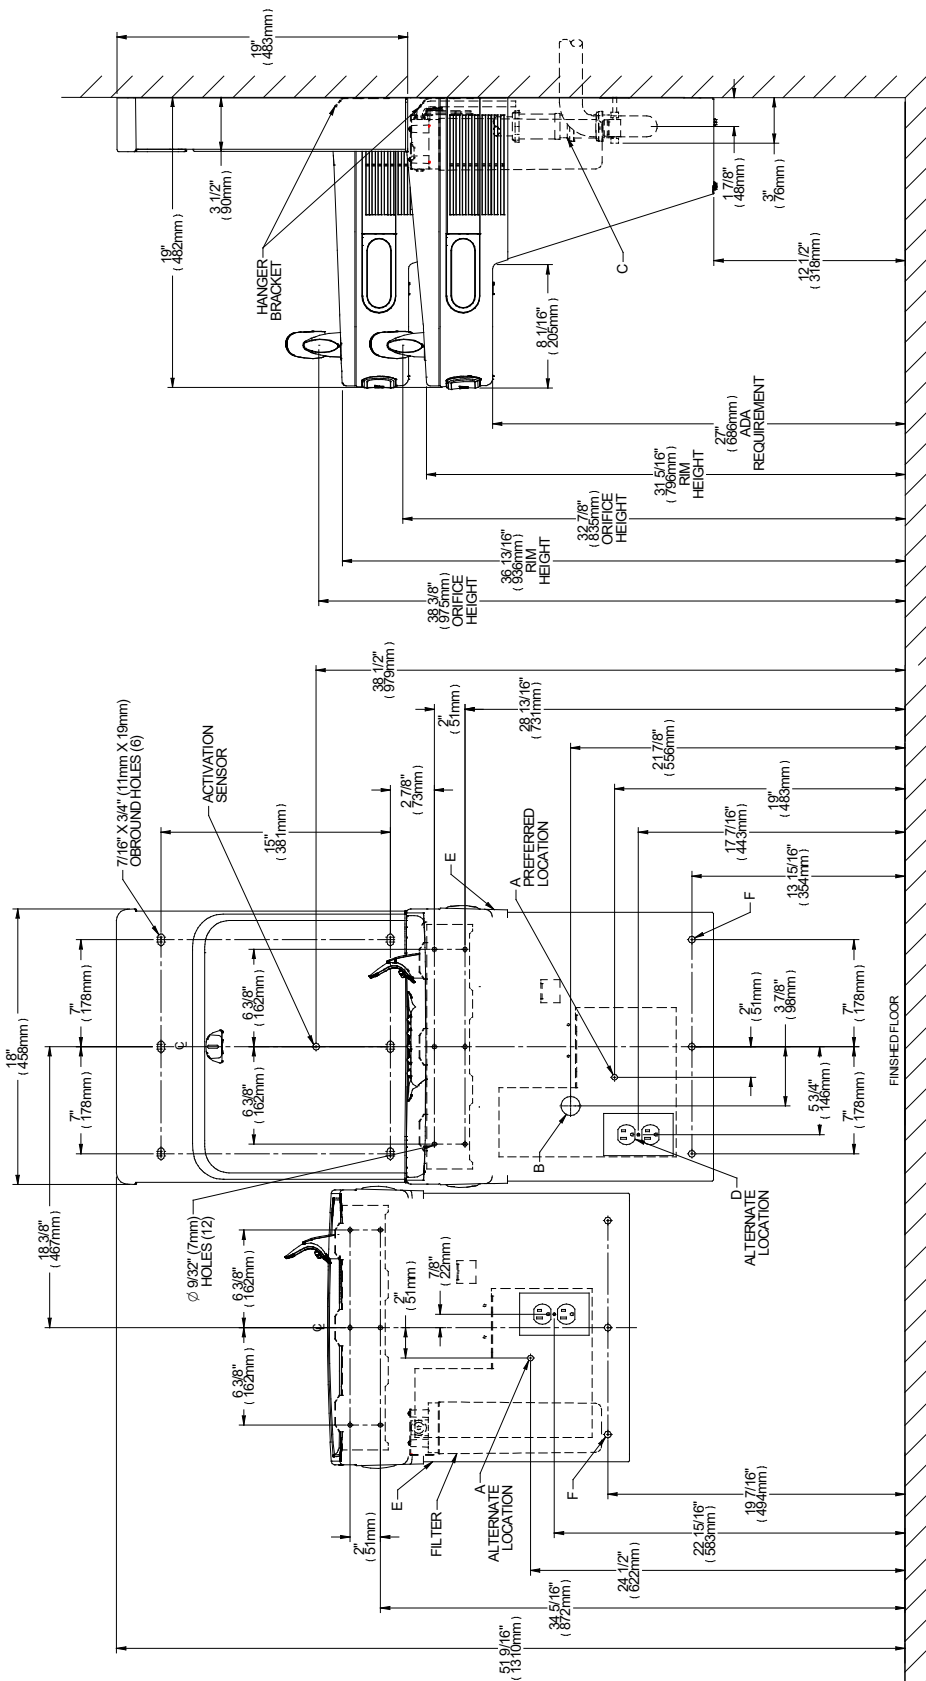 19"
( 483mm)
3 1/2"
( 90mm)
19"
( 482mm)
HANGER
BRACKET
C
1 7/8"
( 48mm)
3"
( 76mm)
12 1/2"
( 318mm)
8 1/16"
( 205mm)
27"
( 686mm)
ADA
REQUIREMENT
31 5/16"
( 796mm)
RIM
HEIGHT
32 7/8"
( 835mm)
ORIFICE
HEIGHT
36 13/16"
( 936mm)
RIM
HEIGHT
38 3/8"
( 975mm)
ORIFICE
HEIGHT
38 1/2"
( 979mm)
7/16" X 3/4" (11mm X 19mm)
OBROUND HOLES (6)
ACTIVATION
SENSOR
15"
( 381mm)
2 7/8"
( 73mm)
2"
( 51mm)
28 13/16"
( 731mm)
E
A
PREFERRED
LOCATION
21 7/8"
( 556mm)
19"
( 483mm)
17 7/16"
( 443mm)
13 15/16"
( 354mm)
F
18"
( 458mm)
7"
( 178mm)
7"
( 178mm)
℄
6 3/8"
( 162mm)
6 3/8"
( 162mm)
2"
( 51mm)
3 7/8"
( 98mm)
7"
( 178mm)
5 3/4"
( 146mm)
7"
( 178mm)
FINISHED FLOOR
B
D
ALTERNATE
LOCATION
18 3/8"
( 467mm)
Ø 9/32" (7mm)
HOLES (12)
6 3/8"
( 162mm)
6 3/8"
( 162mm)
℄
2"
( 51mm)
7/8"
( 22mm)
2"
( 51mm)
E
FILTER
A
ALTERNATE
LOCATION
F
19 7/16"
( 494mm)
22 15/16"
( 583mm)
24 1/2"
( 622mm)
34 5/16"
( 872mm)
51 9/16"
( 1310mm)